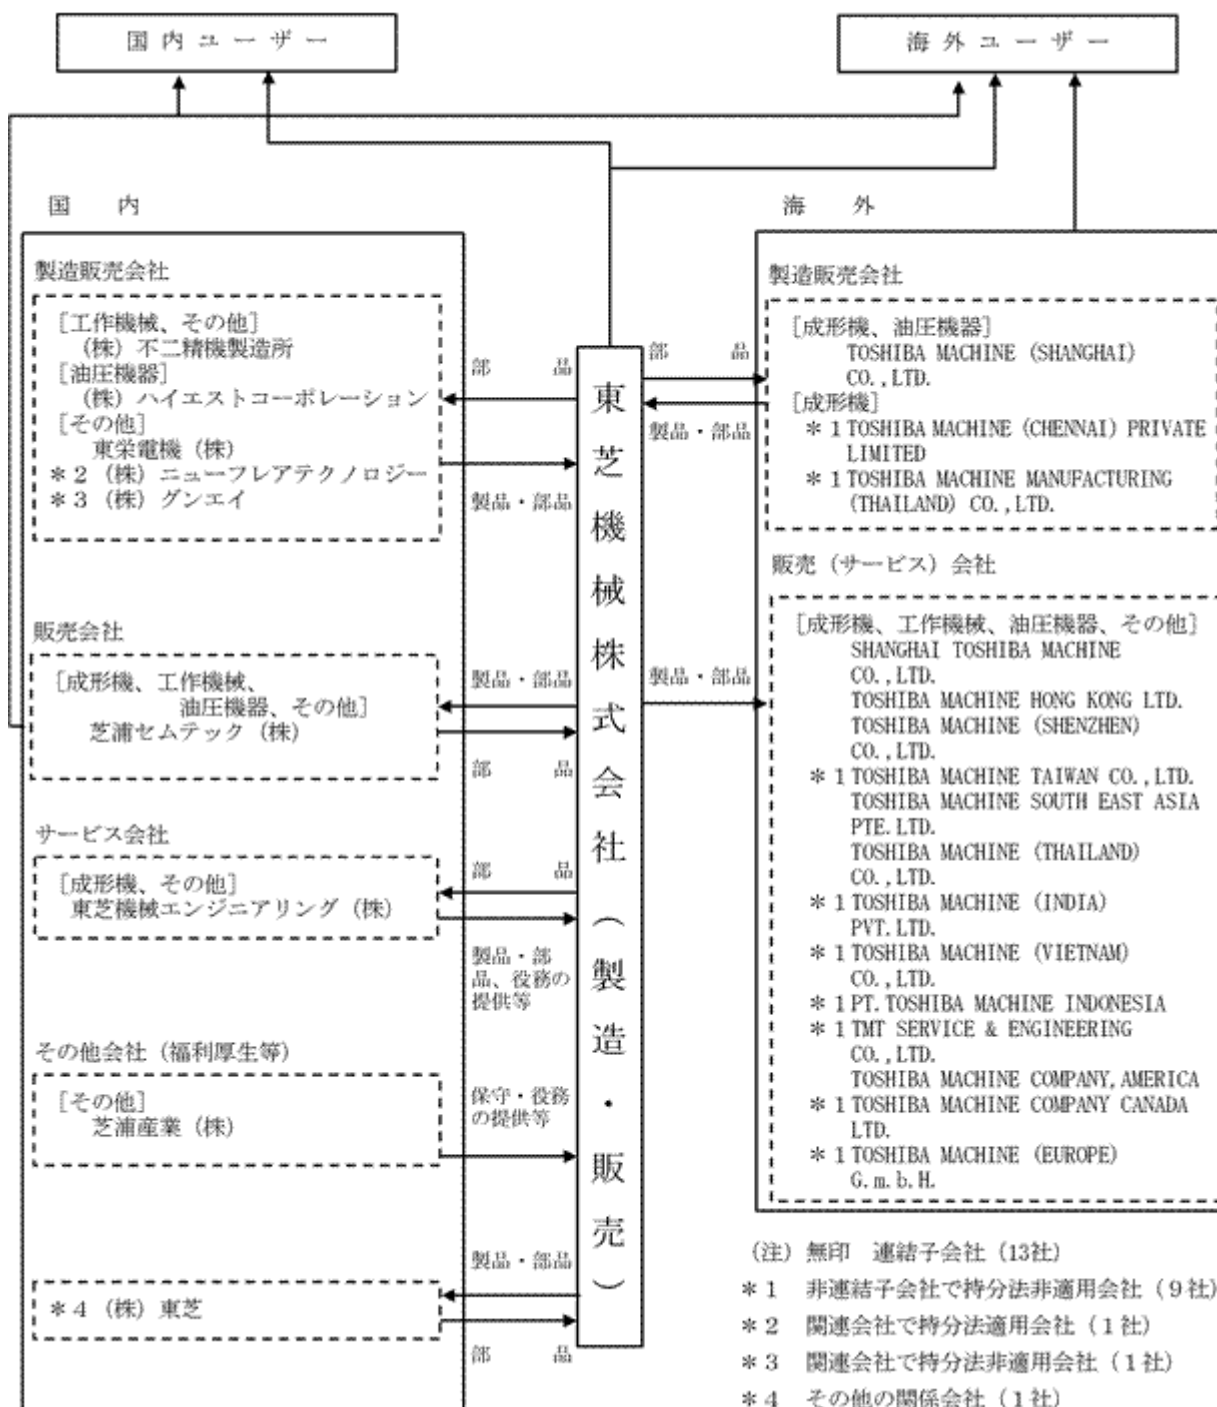 国内ユーザー
海外ユーザー
国　内
製造販売会社
［工作機械、その他］
（株）不二精機製造所
［油圧機器］
（株）ハイエストコーポレーション
［その他］
東栄電機（株）
＊２（株）ニューフレアテクノロジー
＊３（株）グンエイ
部　品
製品・部品
販売会社
［成形機、工作機械、
油圧機器、その他］
芝浦セムテック（株）
製品・部品
部　品
サービス会社
［成形機、その他］
東芝機械エンジニアリング（株）
部　品
製品・部
品、役務の
提供等
その他会社（福利厚生等）
［その他］
芝浦産業（株）
保守・役務
の提供等
＊４（株）東芝
製品・部品
部　品
東芝機械株式会社（製造・販売）
部　品
製品・部品
製品・部品
海　外
製造販売会社
［成形機、油圧機器］
TOSHIBA MACHINE (SHANGHAI)
CO.,LTD.
［成形機］
＊1 TOSHIBA MACHINE (CHENNAI) PRIVATE
LIMITED
＊1 TOSHIBA MACHINE MANUFACTURING
(THAILAND) CO.,LTD.
販売（サービス）会社
［成形機、工作機械、油圧機器、その他］
SHANGHAI TOSHIBA MACHINE
CO.,LTD.
TOSHIBA MACHINE HONG KONG LTD.
TOSHIBA MACHINE (SHENZHEN)
CO.,LTD.
＊1 TOSHIBA MACHINE TAIWAN CO.,LTD.
TOSHIBA MACHINE SOUTH EAST ASIA
PTE.LTD.
TOSHIBA MACHINE (THAILAND)
CO.,LTD.
＊1 TOSHIBA MACHINE (INDIA)
PVT.LTD.
＊1 TOSHIBA MACHINE (VIETNAM)
CO.,LTD.
＊1 PT.TOSHIBA MACHINE INDONESIA
＊1 TMT SERVICE & ENGINEERING
CO.,LTD.
TOSHIBA MACHINE COMPANY,AMERICA
＊1 TOSHIBA MACHINE COMPANY CANADA
LTD.
＊1 TOSHIBA MACHINE (EUROPE)
G.m.b.H.
（注）無印　連結子会社（13社）
＊１　非連結子会社で持分法非適用会社（９社）
＊２　関連会社で持分法適用会社（１社）
＊３　関連会社で持分法非適用会社（１社）
＊４　その他の関係会社（１社）